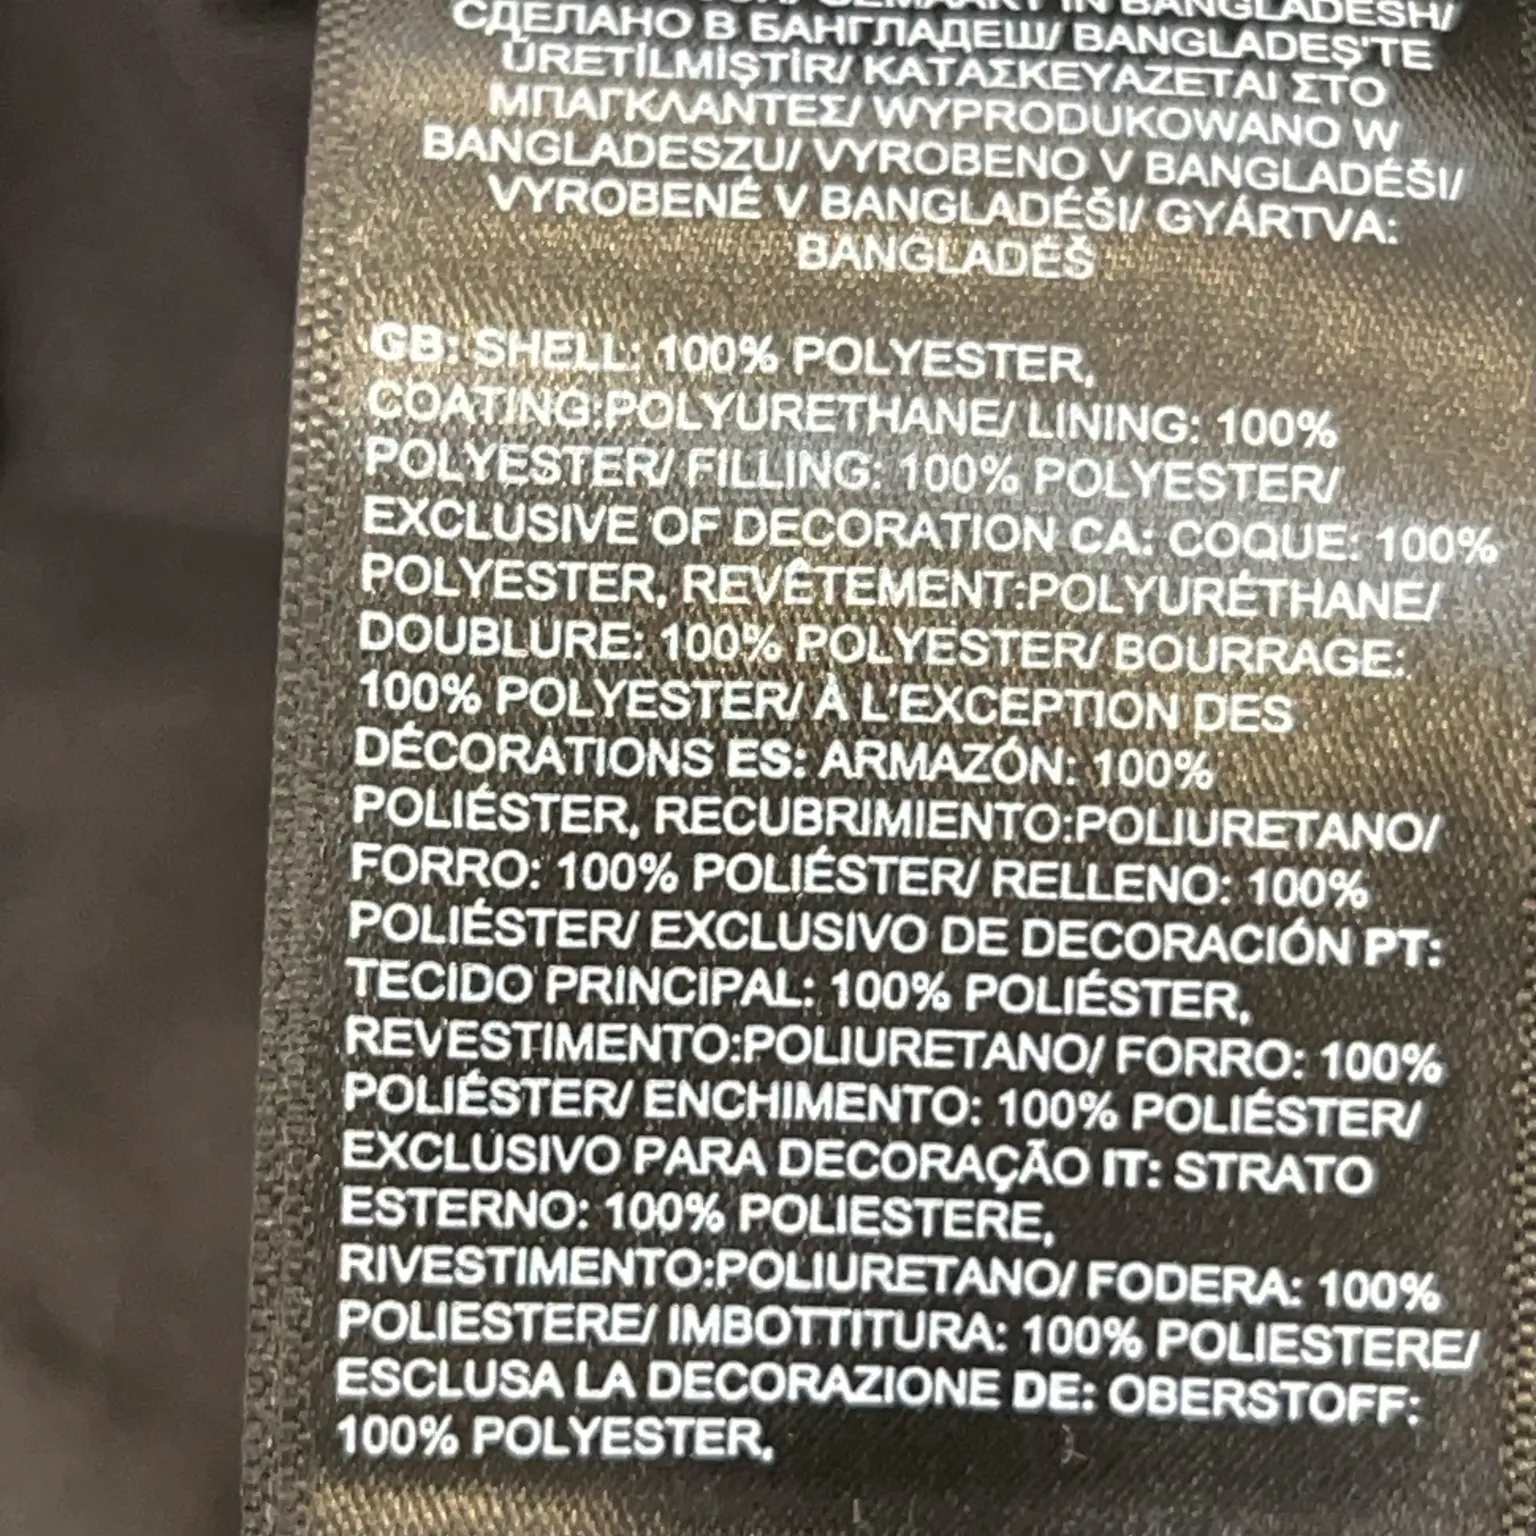 GEMAAKT IN BANGLADESH/
СДЕЛАНО В БАНГЛАДЕШ/ BANGLADEŞ'TE
ÜRETİLMİŞTİR/ ΚΑΤΑΣΚΕΥΑΖΕΤΑΙ ΣΤΟ
ΜΠΑΓΚΛΑΝΤΕΣ/ WYPRODUKOWANO W
BANGLADESZU/ VYROBENO V BANGLADÉŠI/
VYROBENÉ V BANGLADÉŠI/ GYÁRTVA:
BANGLADÉŠ
GB: SHELL: 100% POLYESTER,
COATING:POLYURETHANE/ LINING: 100%
POLYESTER/ FILLING: 100% POLYESTER/
EXCLUSIVE OF DECORATION CA: COQUE: 100%
POLYESTER, REVÊTEMENT:POLYURÉTHANE/
DOUBLURE: 100% POLYESTER/ BOURRAGE:
100% POLYESTER/ À L'EXCEPTION DES
DÉCORATIONS ES: ARMAZÓN: 100%
POLIÉSTER, RECUBRIMIENTO:POLIURETANO/
FORRO: 100% POLIÉSTER/ RELLENO: 100%
POLIÉSTER/ EXCLUSIVO DE DECORACIÓN PT:
TECIDO PRINCIPAL: 100% POLIÉSTER,
REVESTIMENTO:POLIURETANO/ FORRO: 100%
POLIÉSTER/ ENCHIMENTO: 100% POLIÉSTER/
EXCLUSIVO PARA DECORAÇÃO IT: STRATO
ESTERNO: 100% POLIESTERE,
RIVESTIMENTO:POLIURETANO/ FODERA: 100%
POLIESTERE/ IMBOTTITURA: 100% POLIESTERE/
ESCLUSA LA DECORAZIONE DE: OBERSTOFF:
100% POLYESTER,